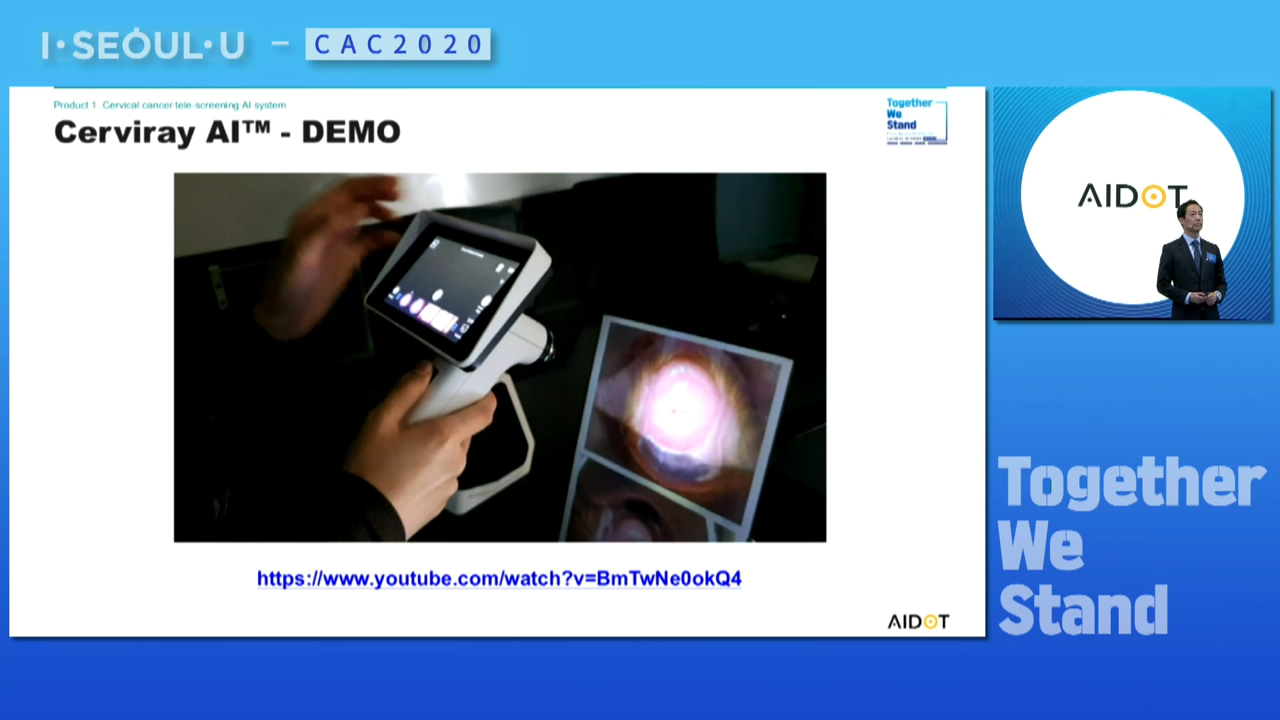 I·SEOUL·U – CAC2020
Product 1 Cervical cancer tele-screening AI system
Cerviray AI™ - DEMO
Together
We
Stand
https://www.youtube.com/watch?v=BmTwNe0okQ4
AIDOT
AIDOT
Together
We
Stand